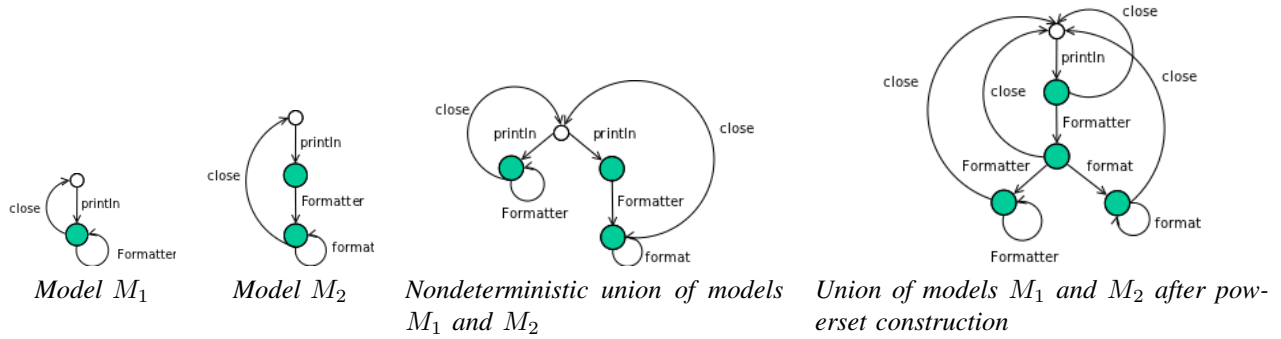 close
println
Formatter
Model M1
println
close
Formatter
format
Model M2
close
println
println
close
Formatter
Formatter
format
Nondeterministic union of models
M1 and M2
close
println
close
close
close
Formatter
Formatter
format
format
Formatter
Union of models M1 and M2 after pow-
erset construction